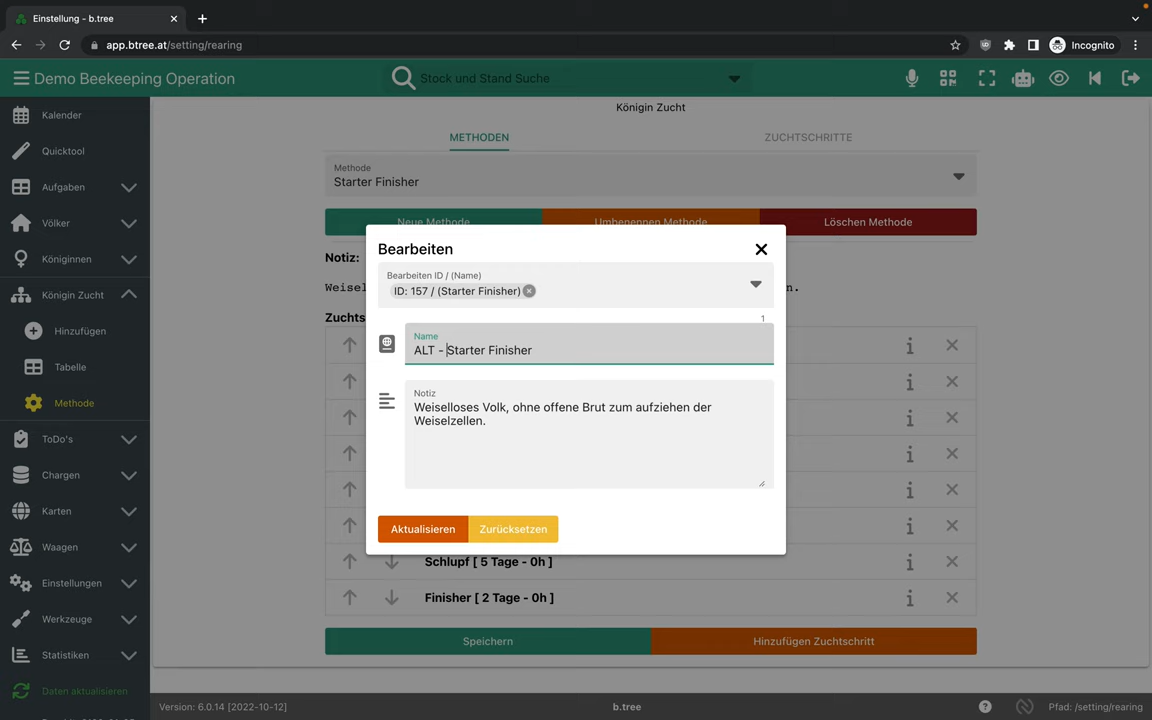 Einstellung - b.tree
app.btree.at/setting/rearing
Incognito
Demo Beekeeping Operation
Stock und Stand Suche
Kalender
Quicktool
Aufgaben
Völker
Königinnen
Königin Zucht
Hinzufügen
Tabelle
Methode
ToDo's
Chargen
Karten
Waagen
Einstellungen
Werkzeuge
Statistiken
Daten aktualisieren
Königin Zucht
METHODEN
ZUCHTSCHRITTE
Methode
Starter Finisher
Neue Methode
Umbenennen Methode
Löschen Methode
Notiz:
Weisel
n.
Zuchts
Bearbeiten
Bearbeiten ID / (Name)
ID: 157 / (Starter Finisher)
1
Name
ALT - Starter Finisher
Notiz
Weiselloses Volk, ohne offene Brut zum aufziehen der
Weiselzellen.
Aktualisieren
Zurücksetzen
Schlupf [ 5 Tage - 0h ]
Finisher [ 2 Tage - 0h ]
Speichern
Hinzufügen Zuchtschritt
Version: 6.0.14 [2022-10-12]
b.tree
Pfad: /setting/rearing